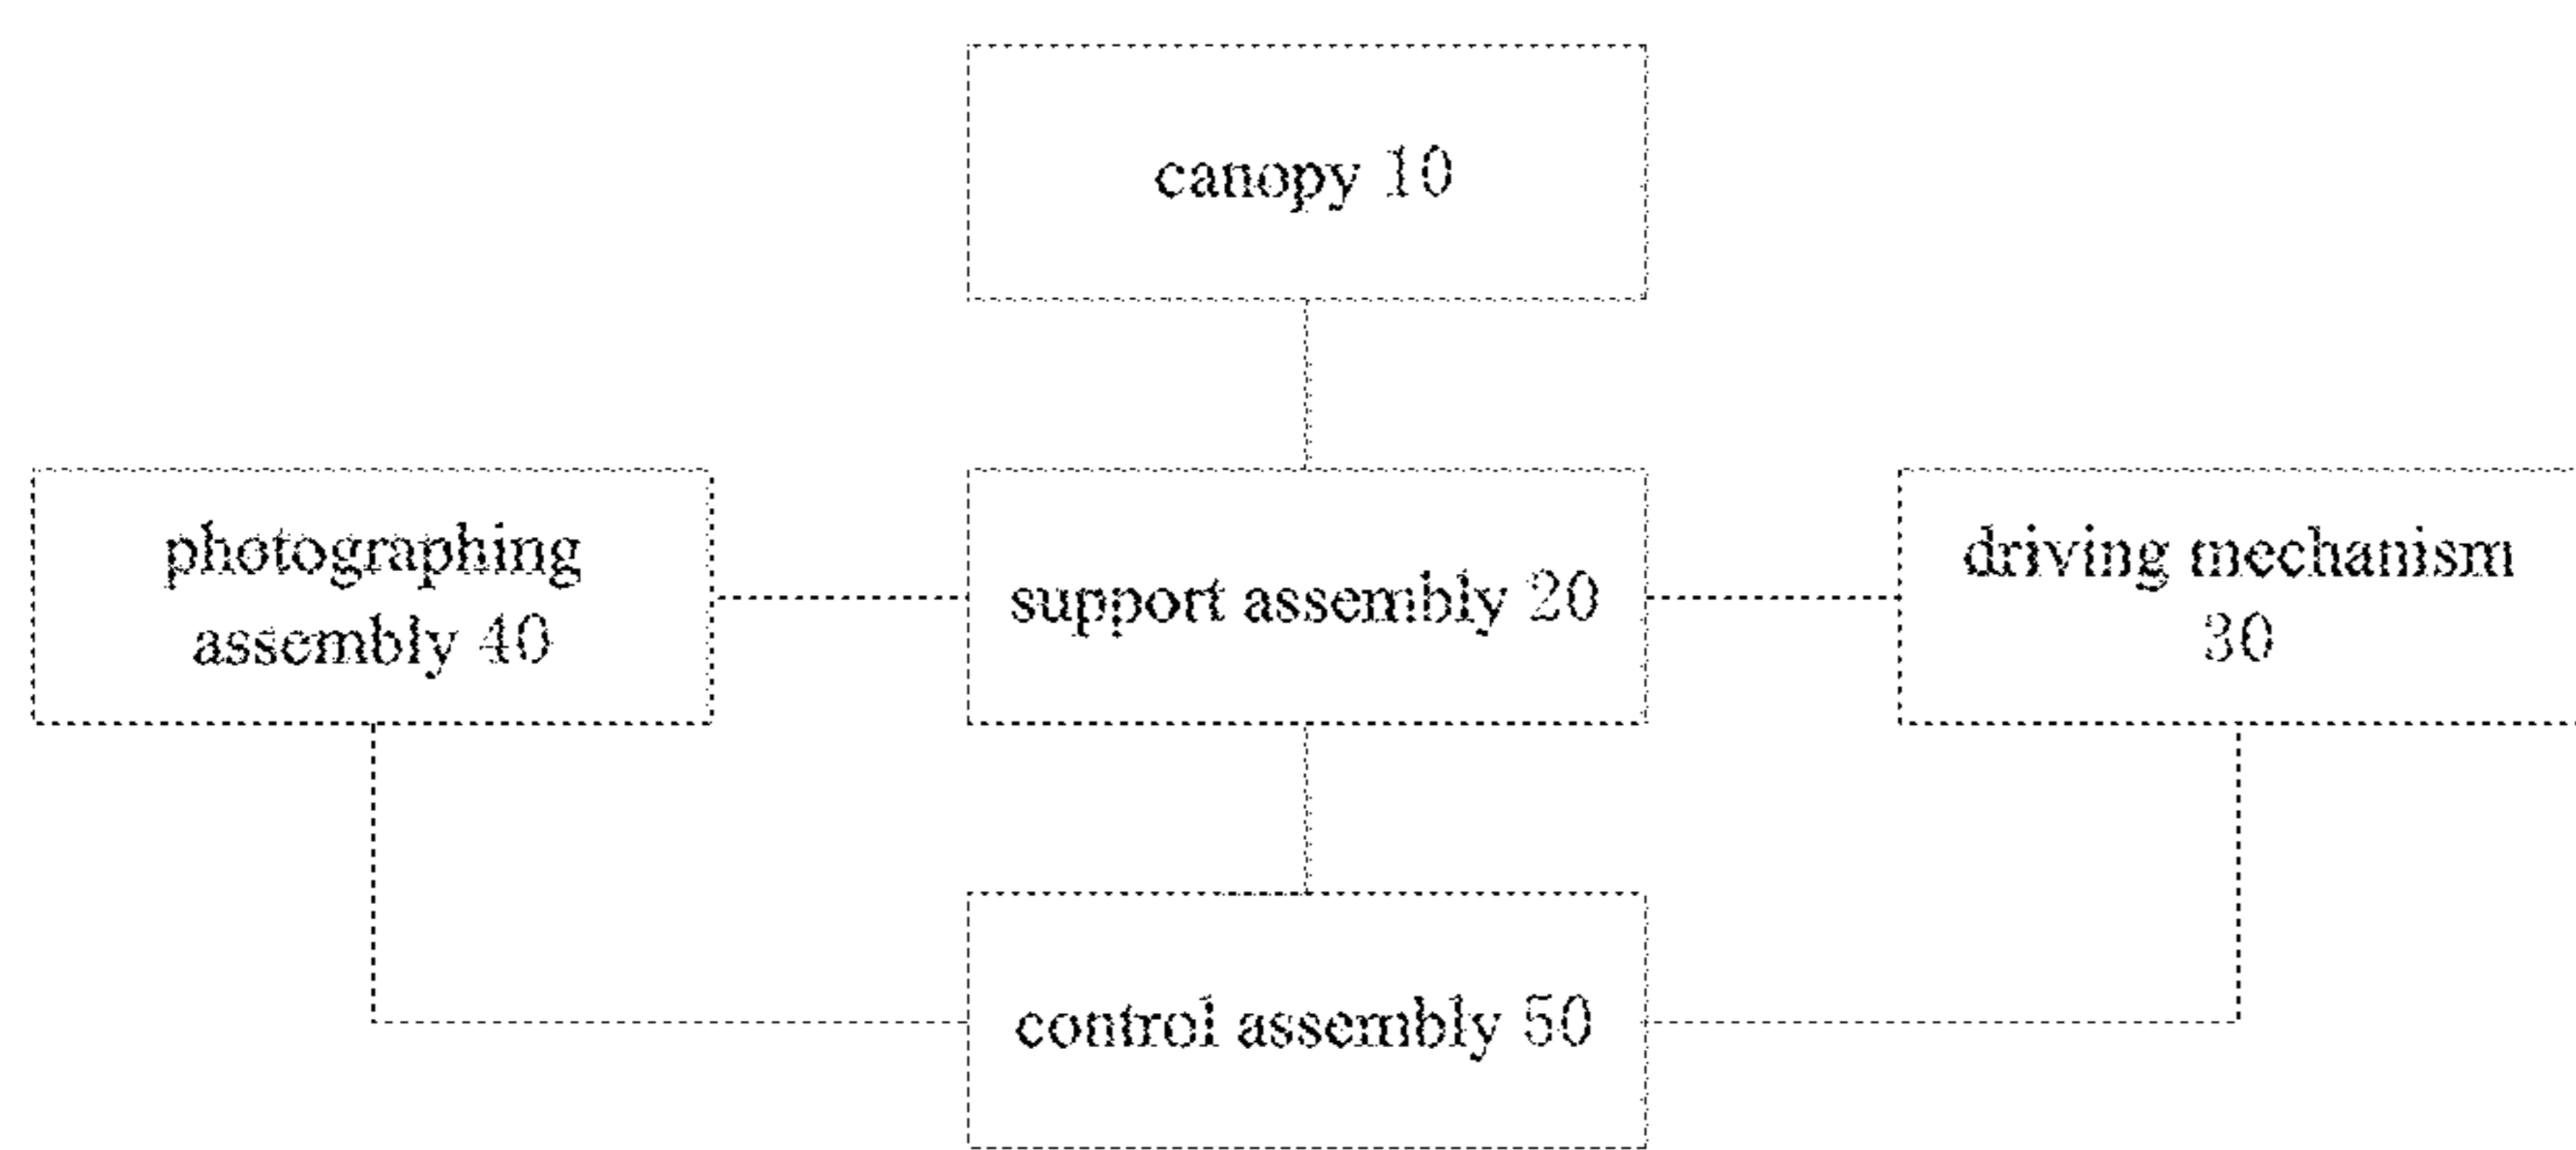 canopy 10
photographing
assembly 40
support assembly 20
driving mechanism
30
control assembly 50